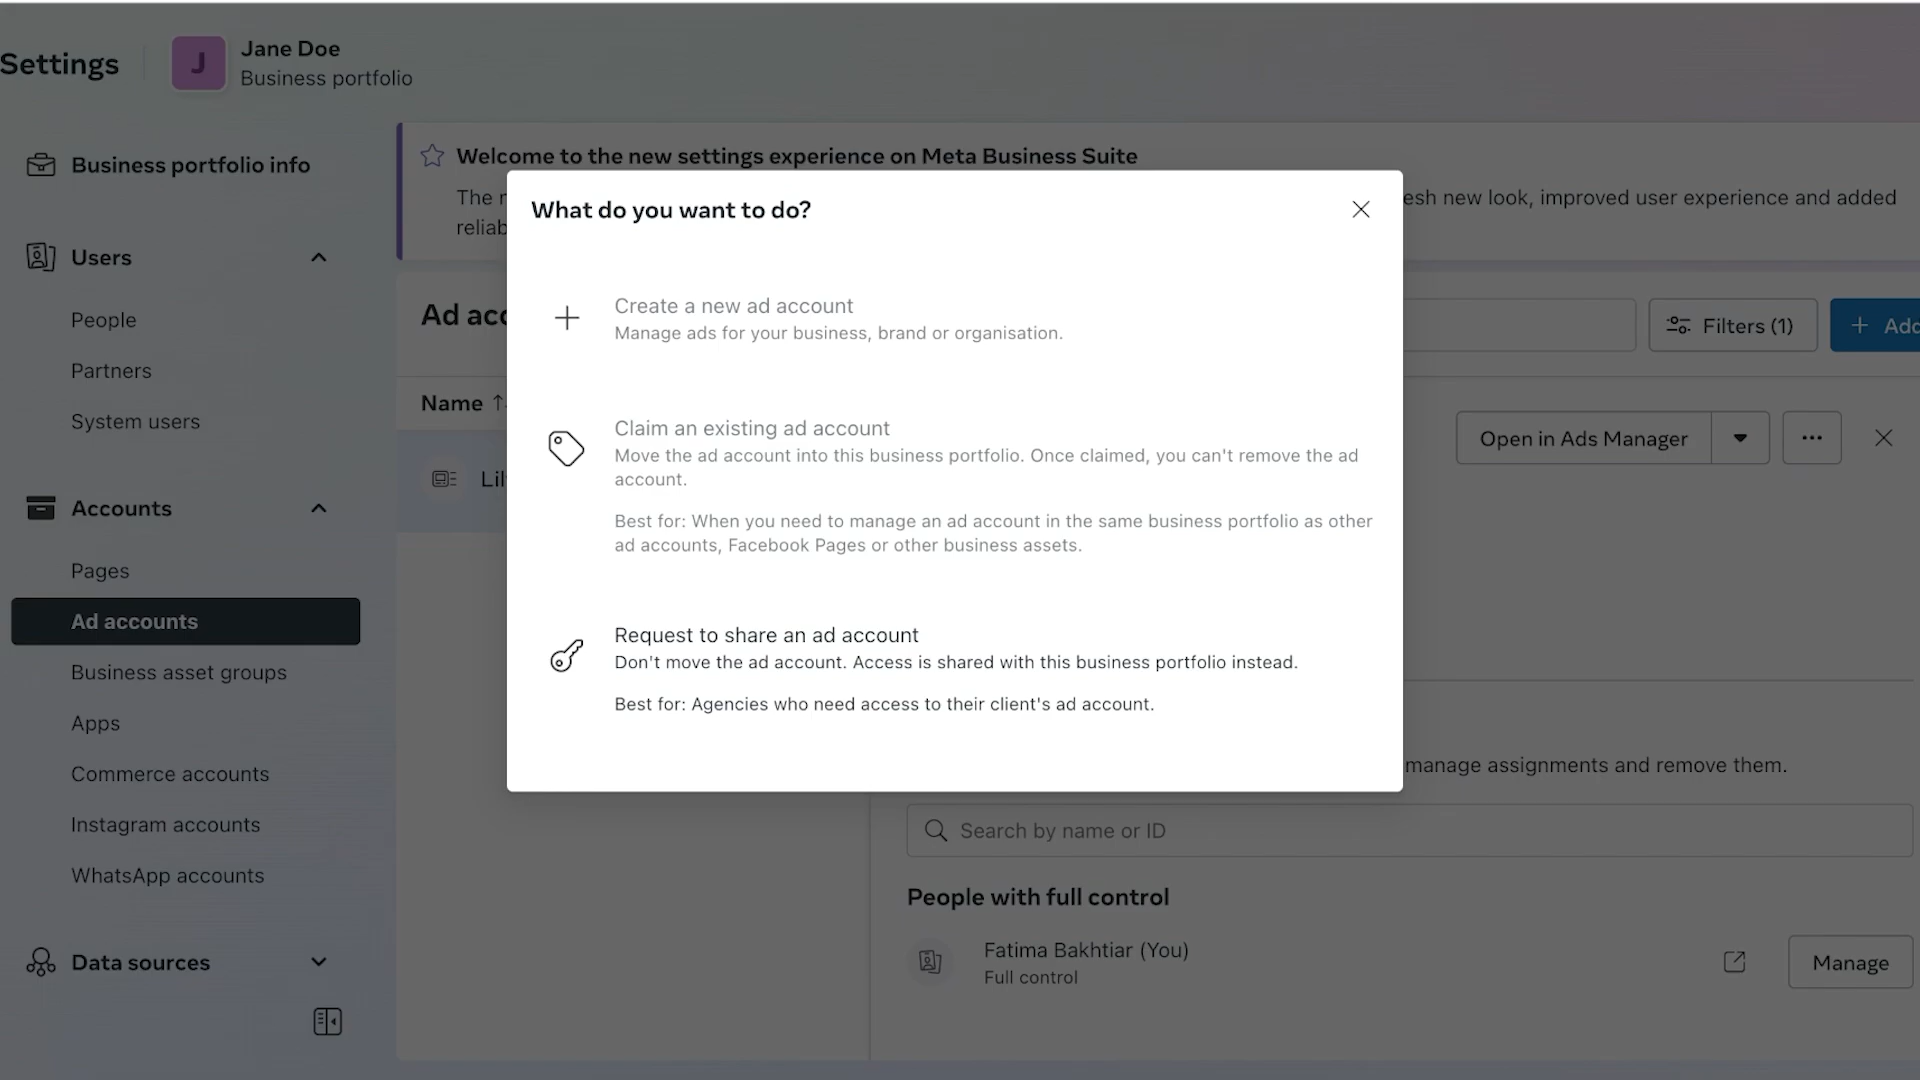 Settings
J
Jane Doe
Business portfolio
Business portfolio info
Users
People
Partners
System users
Accounts
Pages
Ad accounts
Business asset groups
Apps
Commerce accounts
Instagram accounts
WhatsApp accounts
Data sources
Welcome to the new settings experience on Meta Business Suite
The
esh new look, improved user experience and added
reliab
Ad acc
Filters (1)
+ Add
Name ↑
Lil
Open in Ads Manager
What do you want to do?
Create a new ad account
Manage ads for your business, brand or organisation.
Claim an existing ad account
Move the ad account into this business portfolio. Once claimed, you can't remove the ad
account.
Best for: When you need to manage an ad account in the same business portfolio as other
ad accounts, Facebook Pages or other business assets.
Request to share an ad account
Don't move the ad account. Access is shared with this business portfolio instead.
Best for: Agencies who need access to their client's ad account.
manage assignments and remove them.
Search by name or ID
People with full control
Fatima Bakhtiar (You)
Full control
Manage